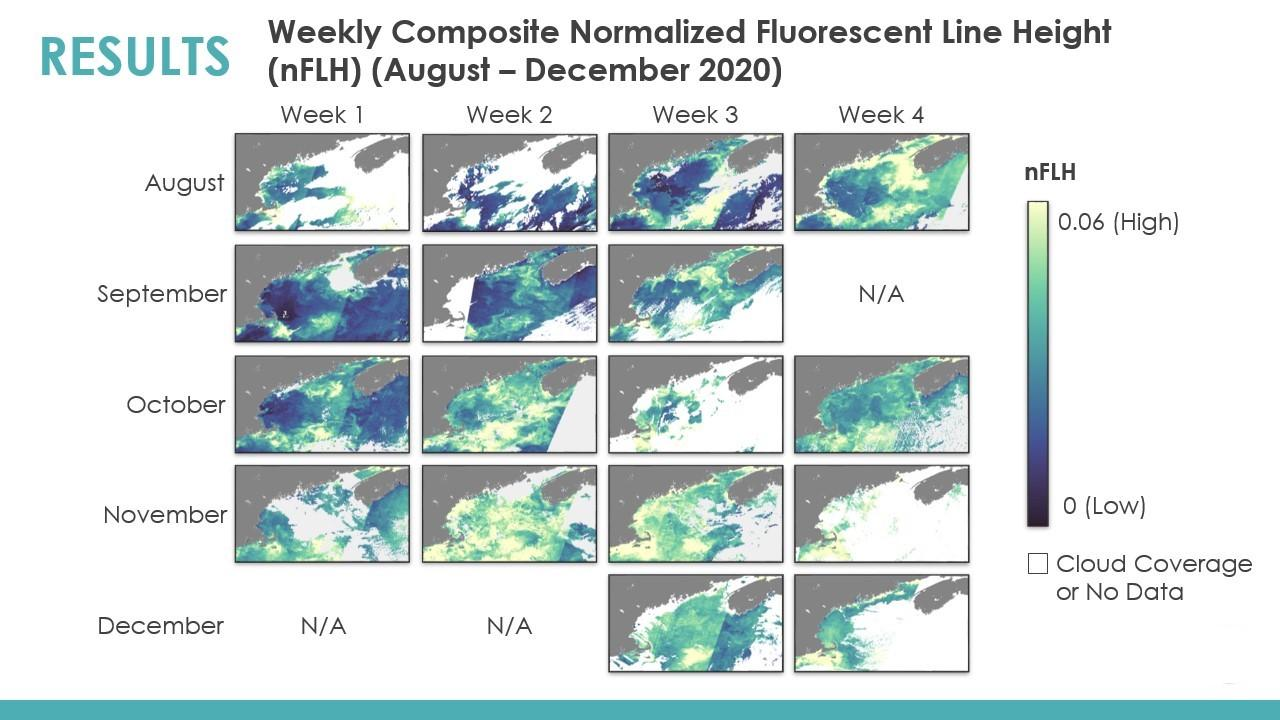 RESULTS
Weekly Composite Normalized Fluorescent Line Height
(nFLH) (August – December 2020)
Week 1 Week 2 Week 3 Week 4
August
September N/A
October
November
December N/A N/A
nFLH
0.06 (High)
0 (Low)
Cloud Coverage
or No Data